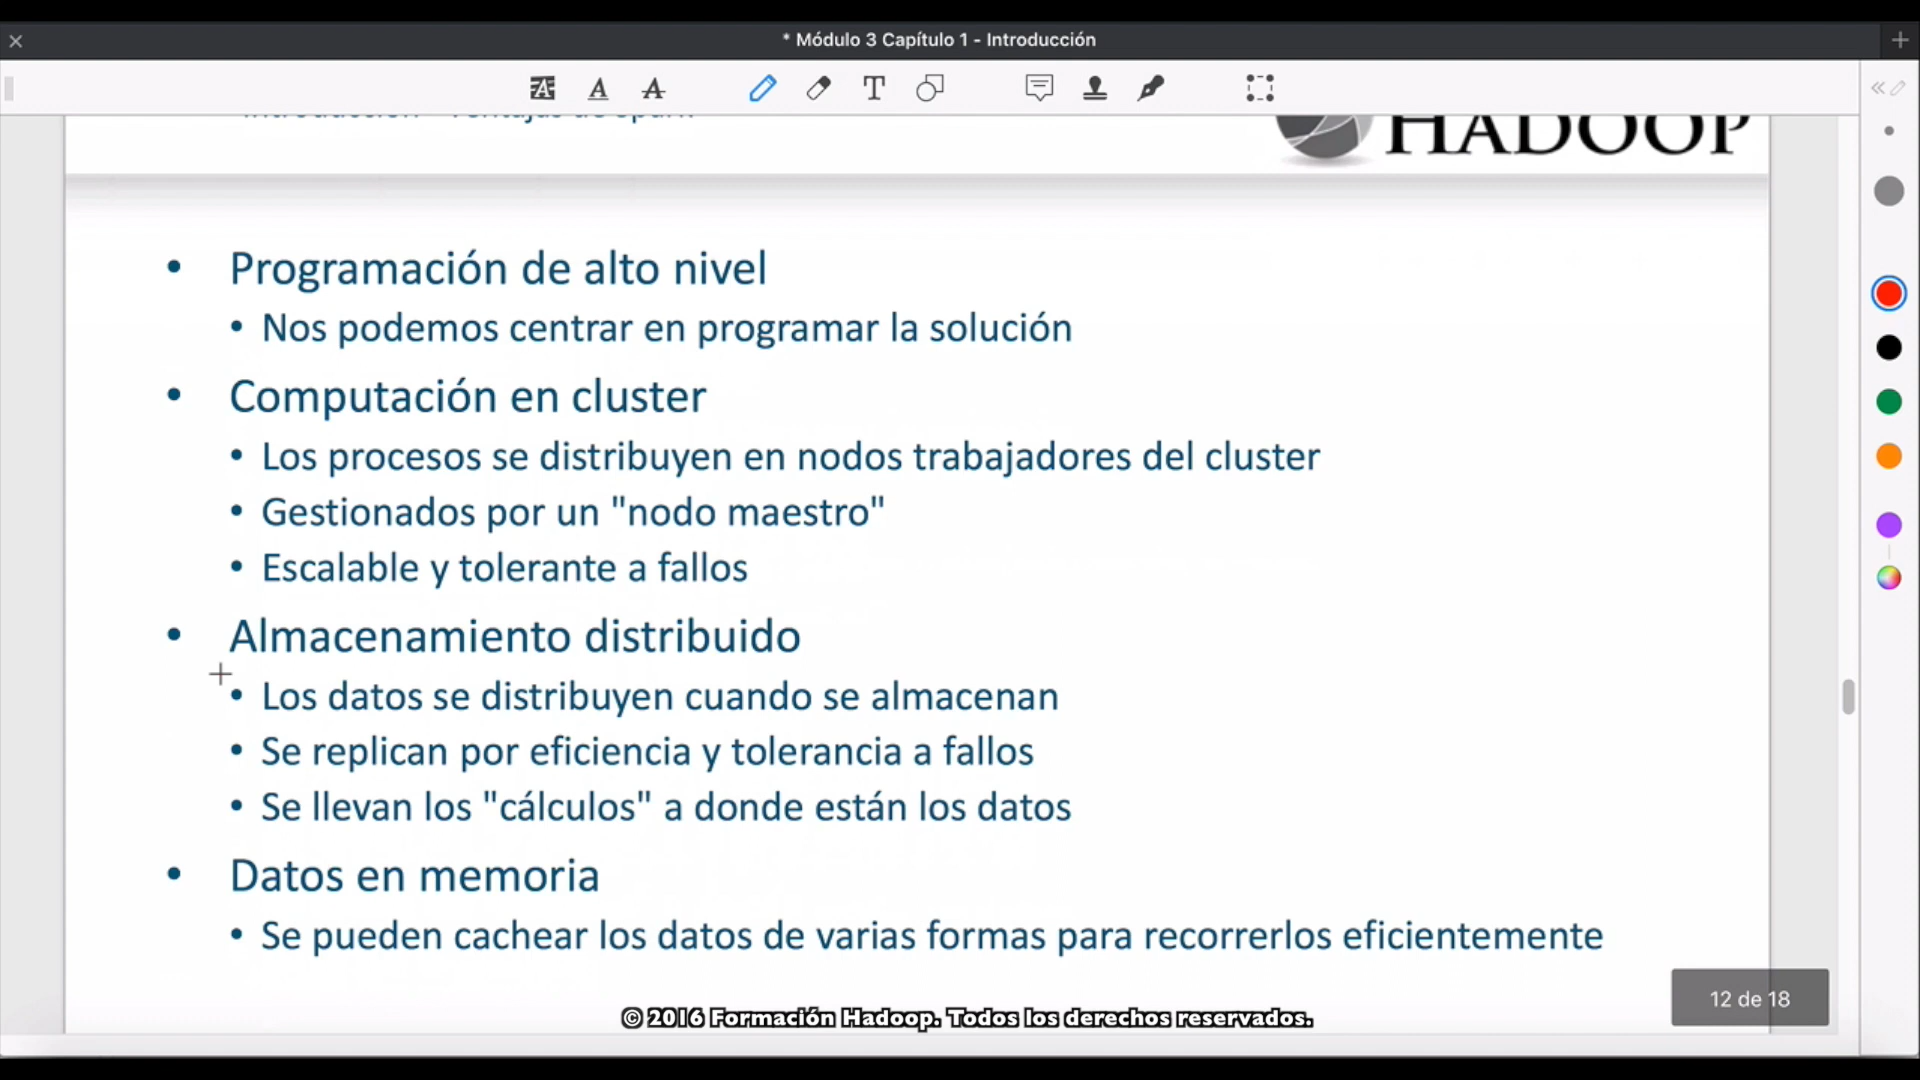 * Módulo 3 Capítulo 1 - Introducción
Introducción - Ventajas de Spark
HADOOP
• Programación de alto nivel
• Nos podemos centrar en programar la solución
• Computación en cluster
• Los procesos se distribuyen en nodos trabajadores del cluster
• Gestionados por un "nodo maestro"
• Escalable y tolerante a fallos
• Almacenamiento distribuido
• Los datos se distribuyen cuando se almacenan
• Se replican por eficiencia y tolerancia a fallos
• Se llevan los "cálculos" a donde están los datos
• Datos en memoria
• Se pueden cachear los datos de varias formas para recorrerlos eficientemente
12 de 18
© 2016 Formación Hadoop. Todos los derechos reservados.